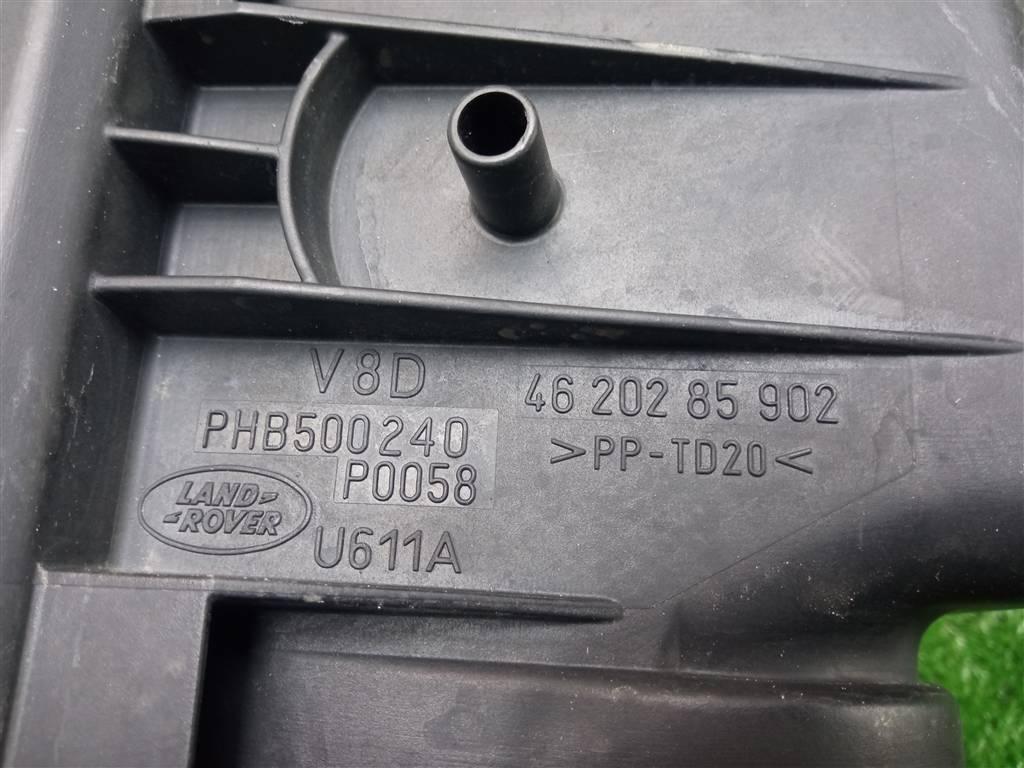 V8D
PHB500240
P0058
LAND
ROVER
U611A
46 202 85 902
>PP-TD20<